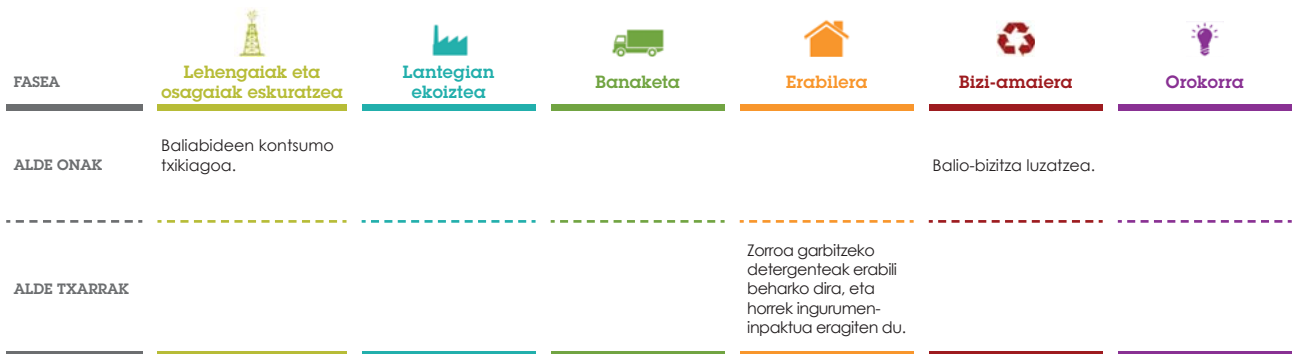 FASEA
Lehengaiak eta
osagaiak eskuratzea
Lantegian
ekoiztea
Banaketa
Erabilera
Bizi-amaiera
Orokorra
ALDE ONAK
Baliabideen kontsumo
txikiagoa.
Balio-bizitza luzatzea.
ALDE TXARRAK
Zorroa garbitzeko
detergenteak erabili
beharko dira, eta
horrek ingurumen-
inpaktua eragiten du.